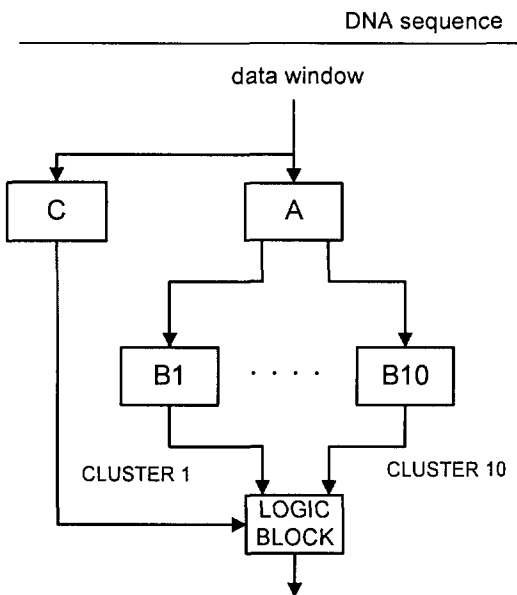 DNA sequence
data window
C
A
B1
. . . .
B10
CLUSTER 1
CLUSTER 10
LOGIC
BLOCK